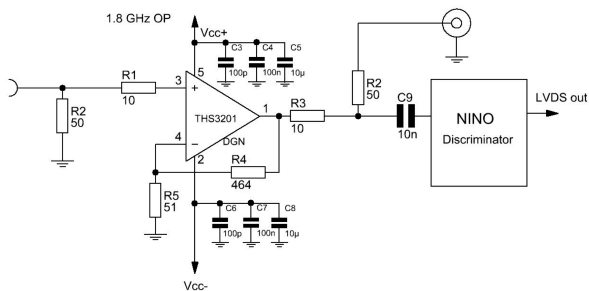 1.8 GHz OP
Vcc+
C3
C4
C5
100p
100n
10µ
R1
10
3
5
+
R2
50
THS3201
DGN
1
R3
10
R2
50
C9
10n
NINO
Discriminator
LVDS out
4
−
2
R4
464
R5
51
C6
C7
C8
100p
100n
10µ
Vcc-